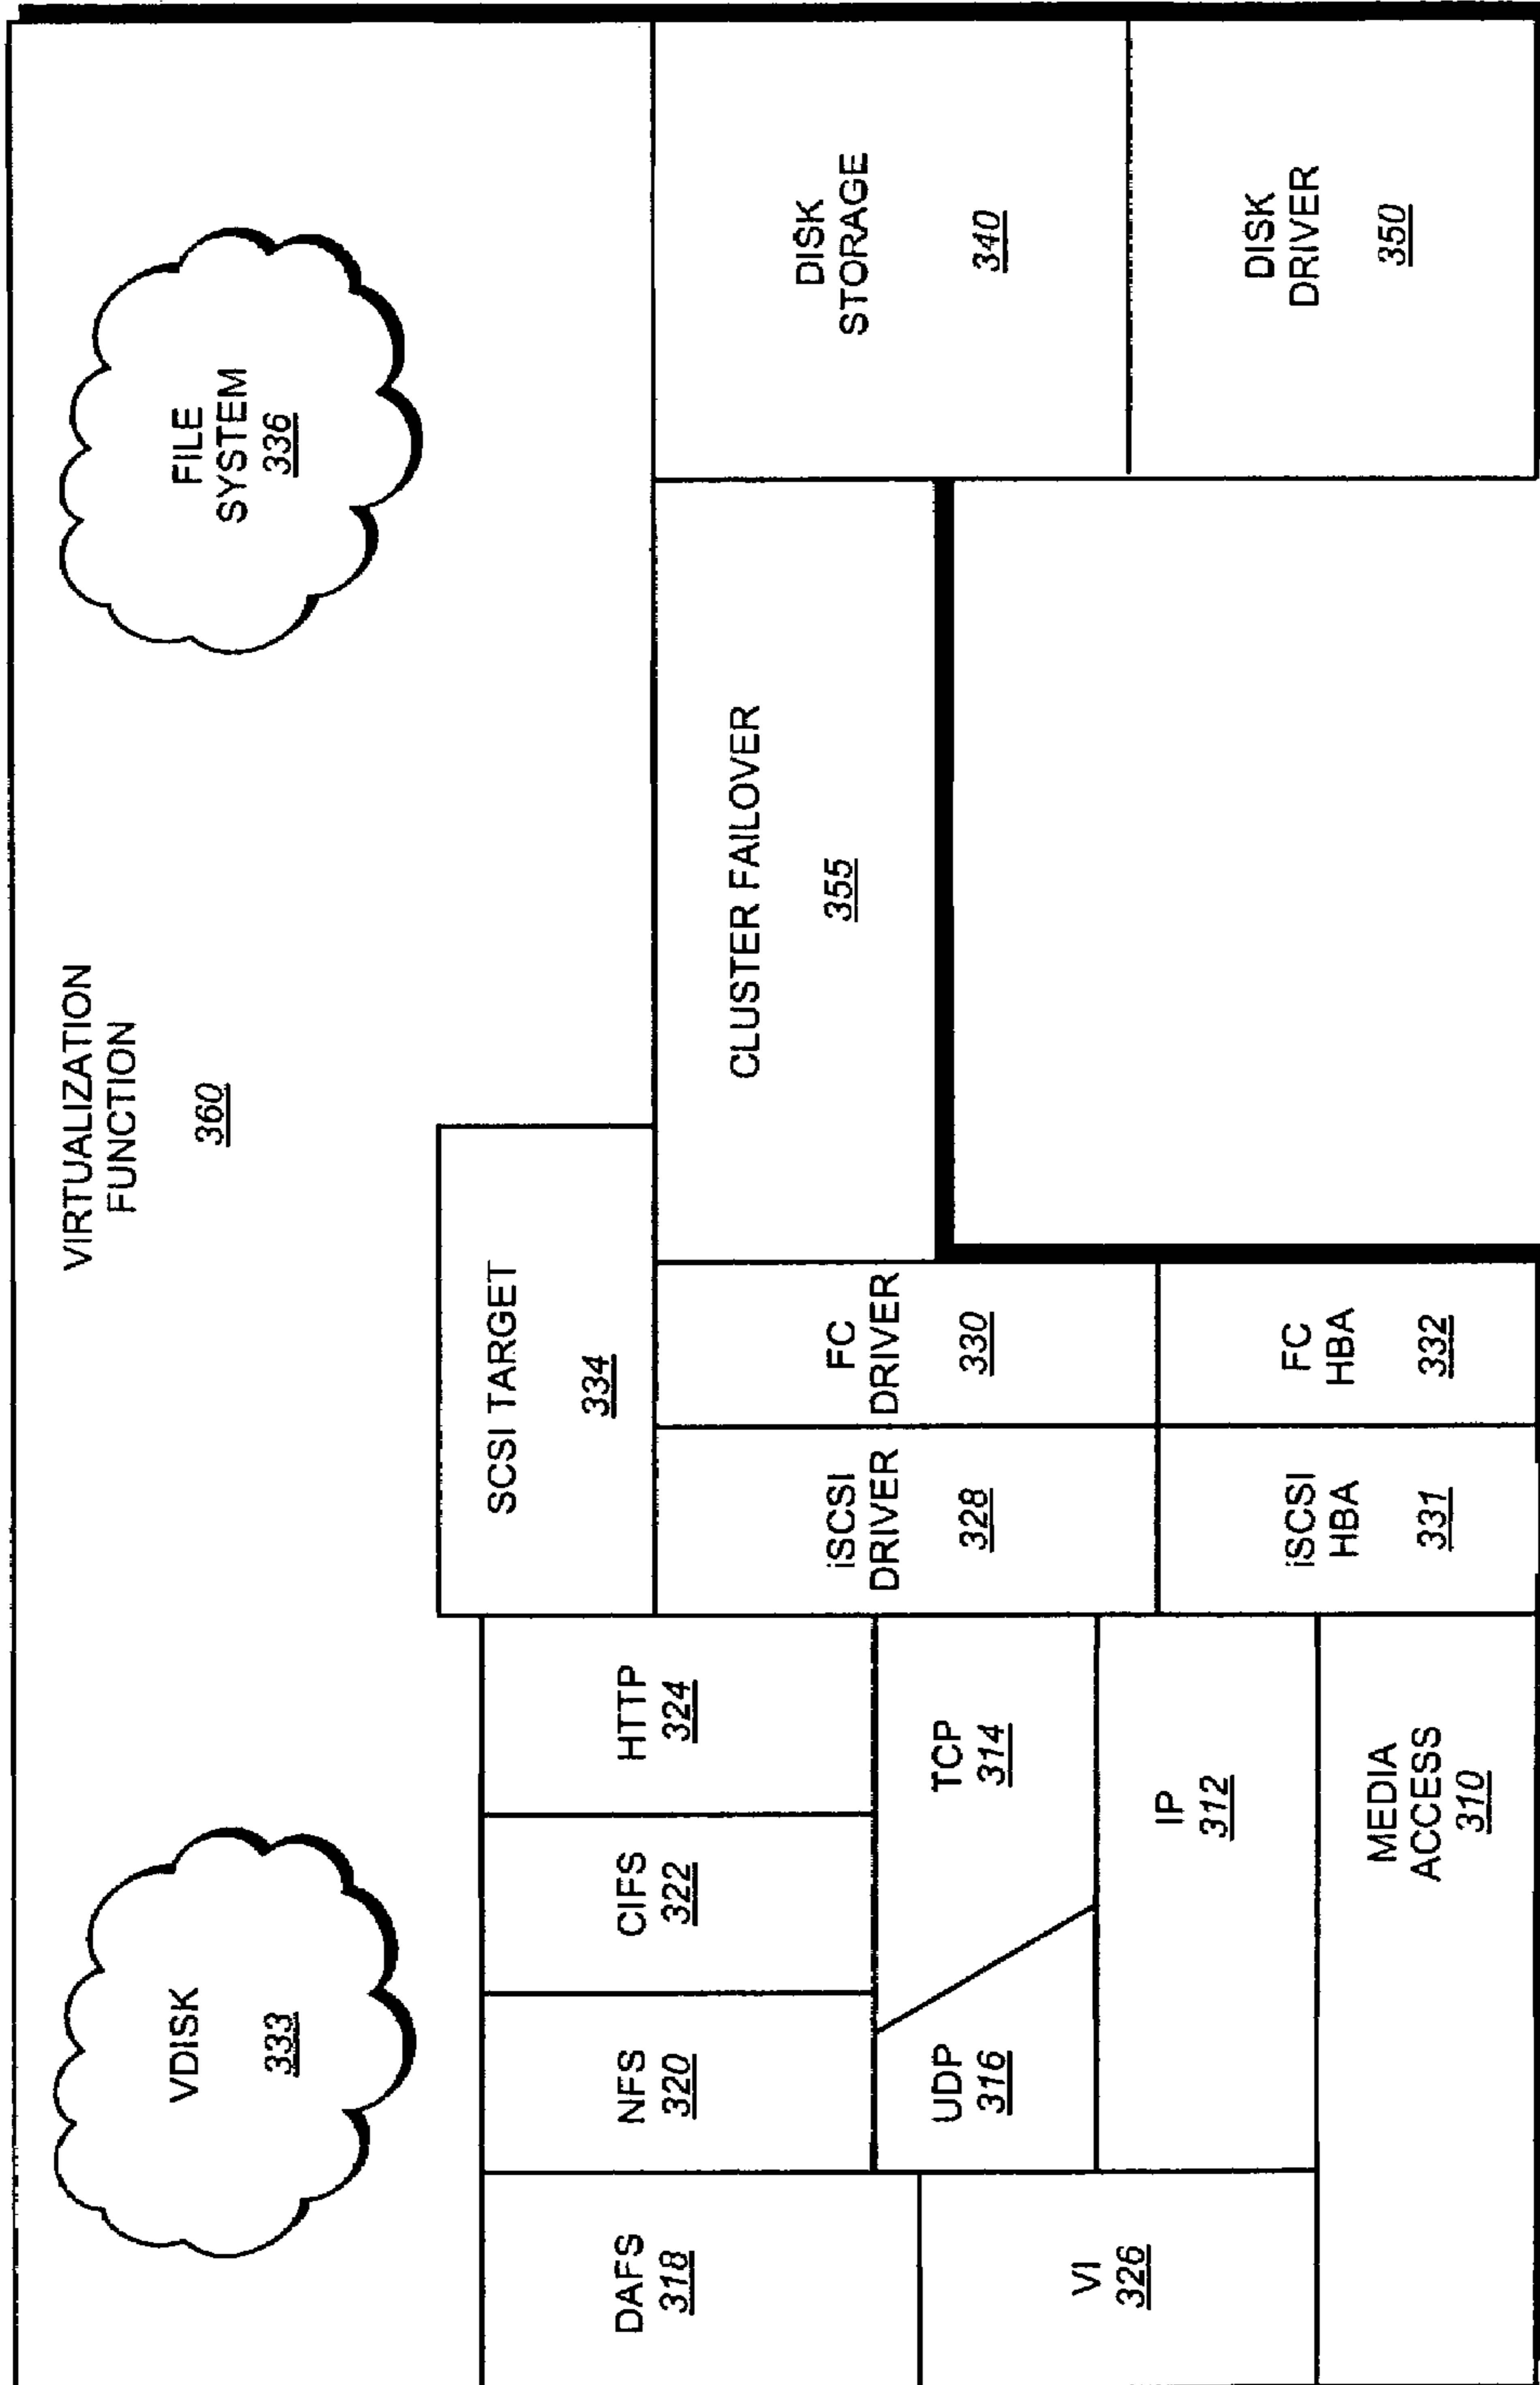 VIRTUALIZATION
FUNCTION
360
VDISK
333
FILE
SYSTEM
336
SCSI TARGET
334
DAFS
318
NFS
320
CIFS
322
HTTP
324
CLUSTER FAILOVER
355
DISK
STORAGE
340
iSCSI
DRIVER
328
FC
DRIVER
330
UDP
316
TCP
314
VI
326
IP
312
DISK
DRIVER
350
iSCSI
HBA
331
FC
HBA
332
MEDIA
ACCESS
310